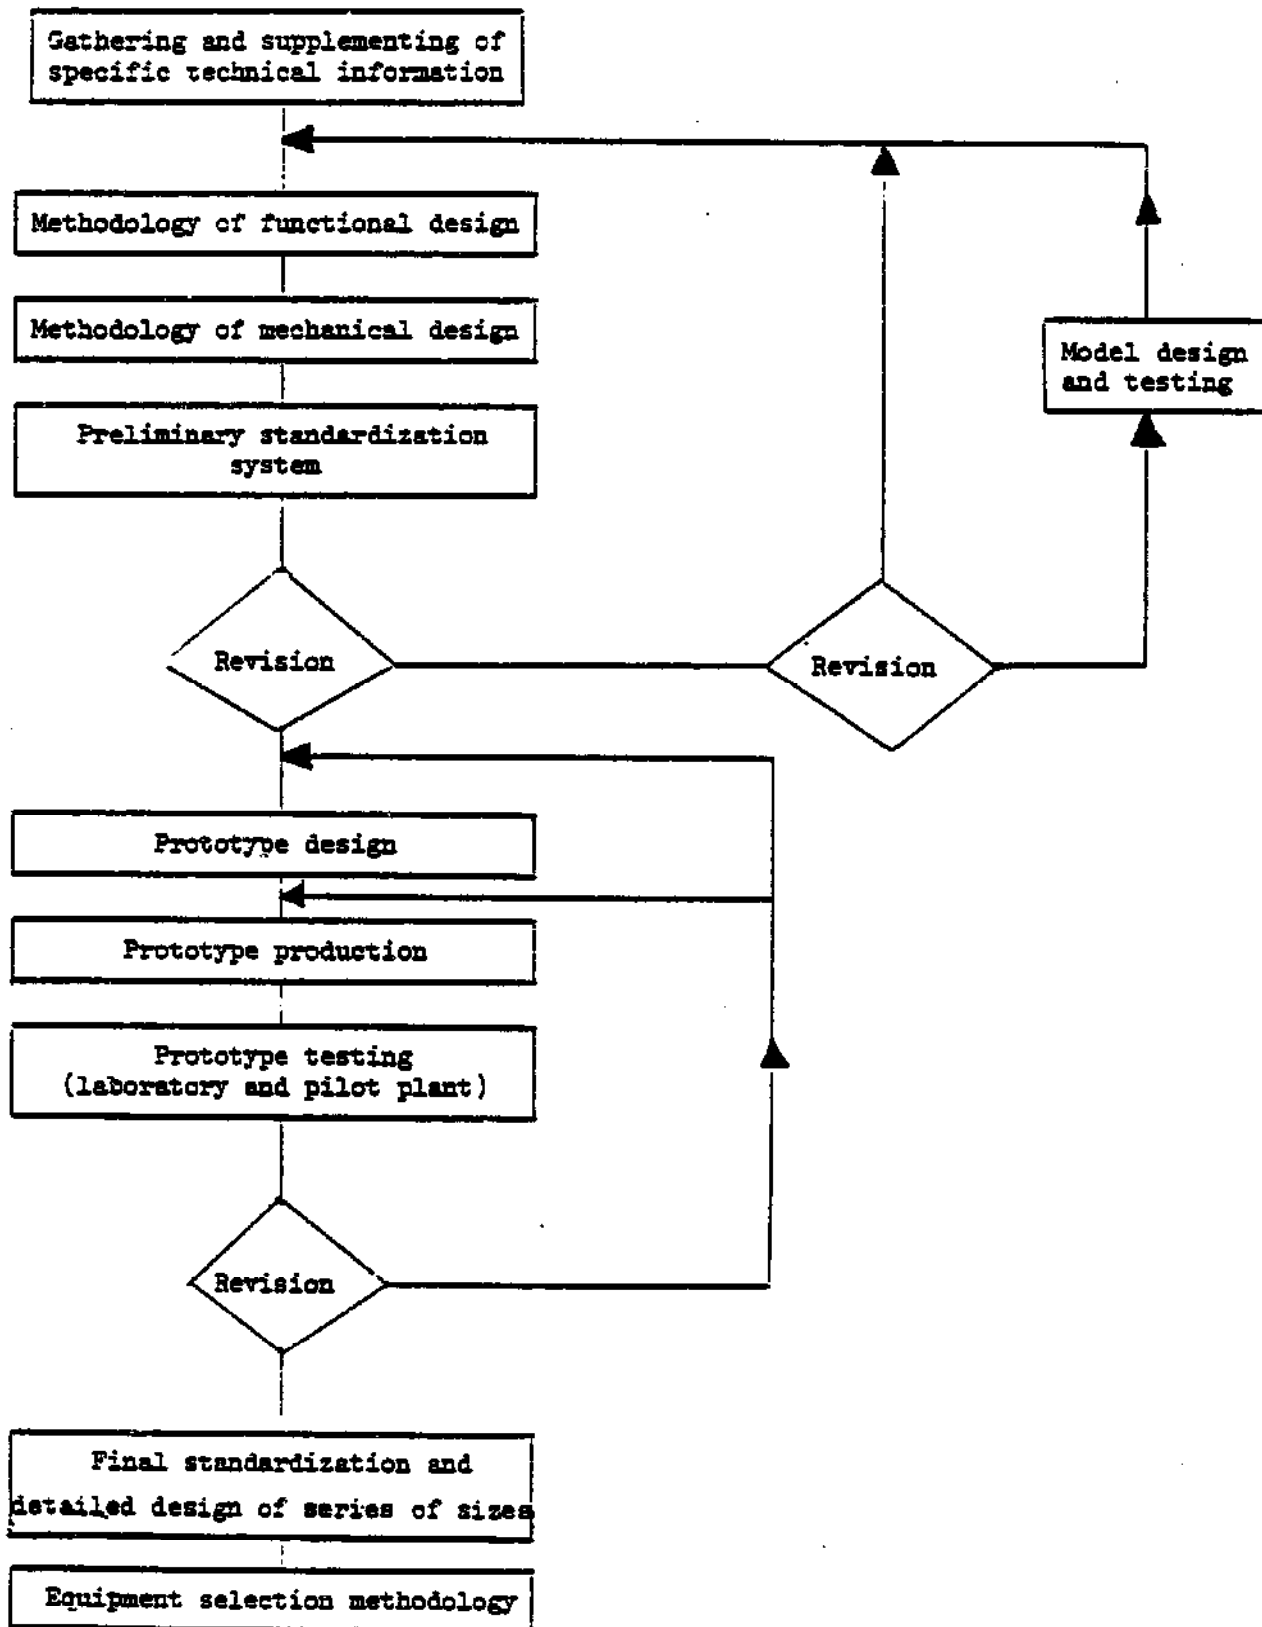 Gathering and supplementing of
specific technical information
Methodology of functional design
Methodology of mechanical design
Model design
and testing
Preliminary standardization
system
Revision
Revision
Prototype design
Prototype production
Prototype testing
(laboratory and pilot plant)
Revision
Final standardization and
detailed design of series of sizes
Equipment selection methodology